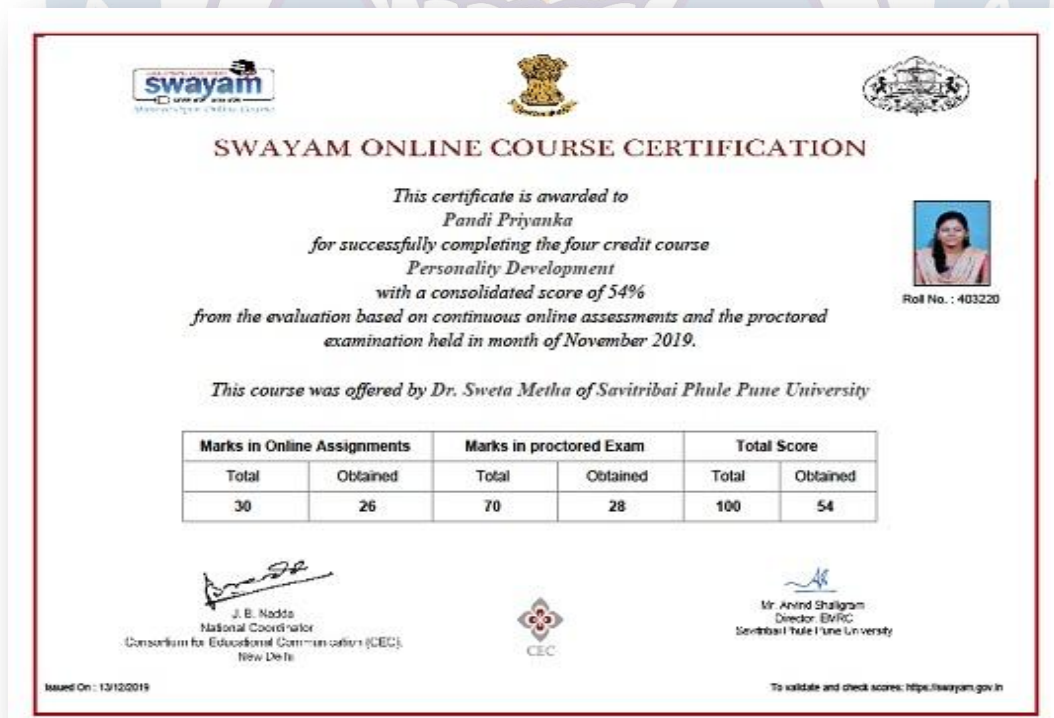 swayam
SWAYAM ONLINE COURSE CERTIFICATION
This certificate is awarded to
Pandi Priyanka
for successfully completing the four credit course
Personality Development
with a consolidated score of 54%
from the evaluation based on continuous online assessments and the proctored
examination held in month of November 2019.
Roll No. : 403220
This course was offered by Dr. Sweta Metha of Savitribai Phule Pune University
Marks in Online Assignments Marks in proctored Exam Total Score
Total Obtained Total Obtained Total Obtained
30 26 70 28 100 54
J. B. Nadda
National Coordinator
Consortium for Educational Communication (CEC),
New Delhi
CEC
Mr. Arvind Shaligram
Director, EMRC
Savitribai Phule Pune University
Issued On : 13/12/2019
To validate and check scores: https://swayam.gov.in